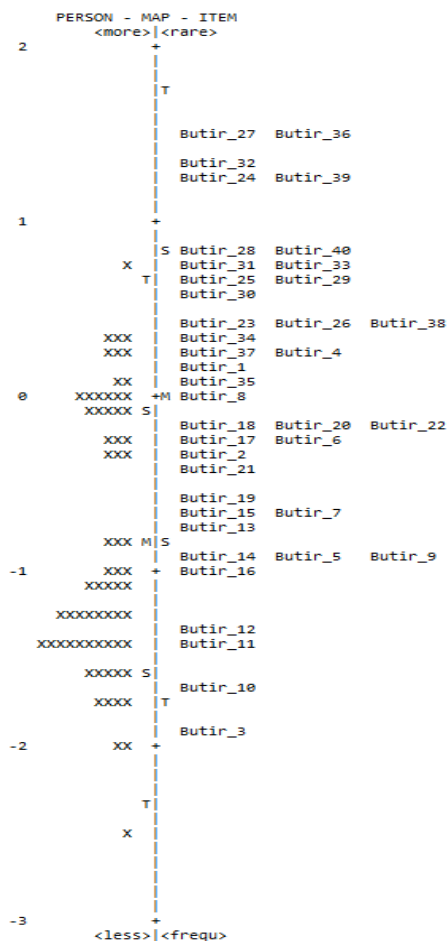 PERSON - MAP - ITEM
<more>|<rare>
2 +
|
|
|T
|
|
| Butir_27 Butir_36
|
| Butir_32
| Butir_24 Butir_39
|
|
1 +
|
|S Butir_28 Butir_40
X | Butir_31 Butir_33
T| Butir_25 Butir_29
| Butir_30
|
| Butir_23 Butir_26 Butir_38
XXX | Butir_34
XXX | Butir_37 Butir_4
| Butir_1
XX | Butir_35
0 XXXXXX +M Butir_8
XXXXX S|
| Butir_18 Butir_20 Butir_22
XXX | Butir_17 Butir_6
XXX | Butir_2
| Butir_21
|
| Butir_19
| Butir_15 Butir_7
| Butir_13
XXX M|S
| Butir_14 Butir_5 Butir_9
-1 XXX + Butir_16
XXXXX |
|
XXXXXXXX |
| Butir_12
XXXXXXXXXX | Butir_11
|
XXXXX S|
| Butir_10
XXXX |T
|
| Butir_3
-2 XX +
|
|
|
T|
|
X |
|
|
|
|
|
-3 +
<less>|<frequ>